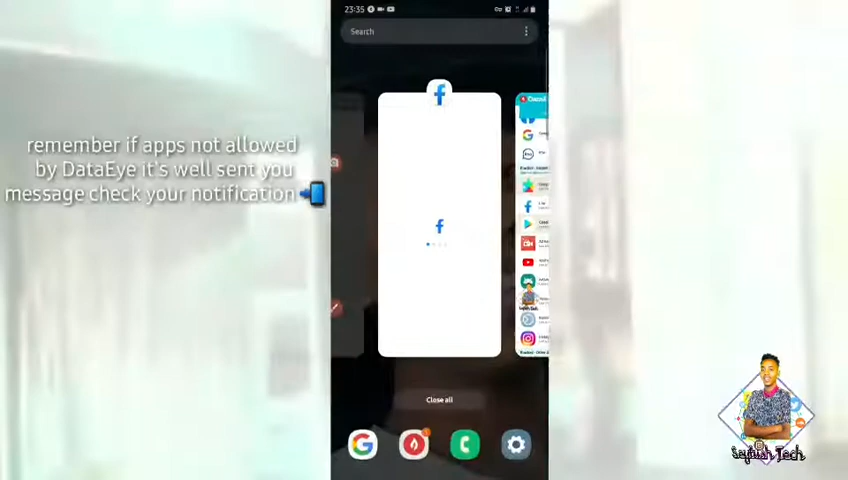 23:35
Search
remember if apps not allowed
by DataEye it's well sent you
message check your notification
Close all
Seyfush Tech